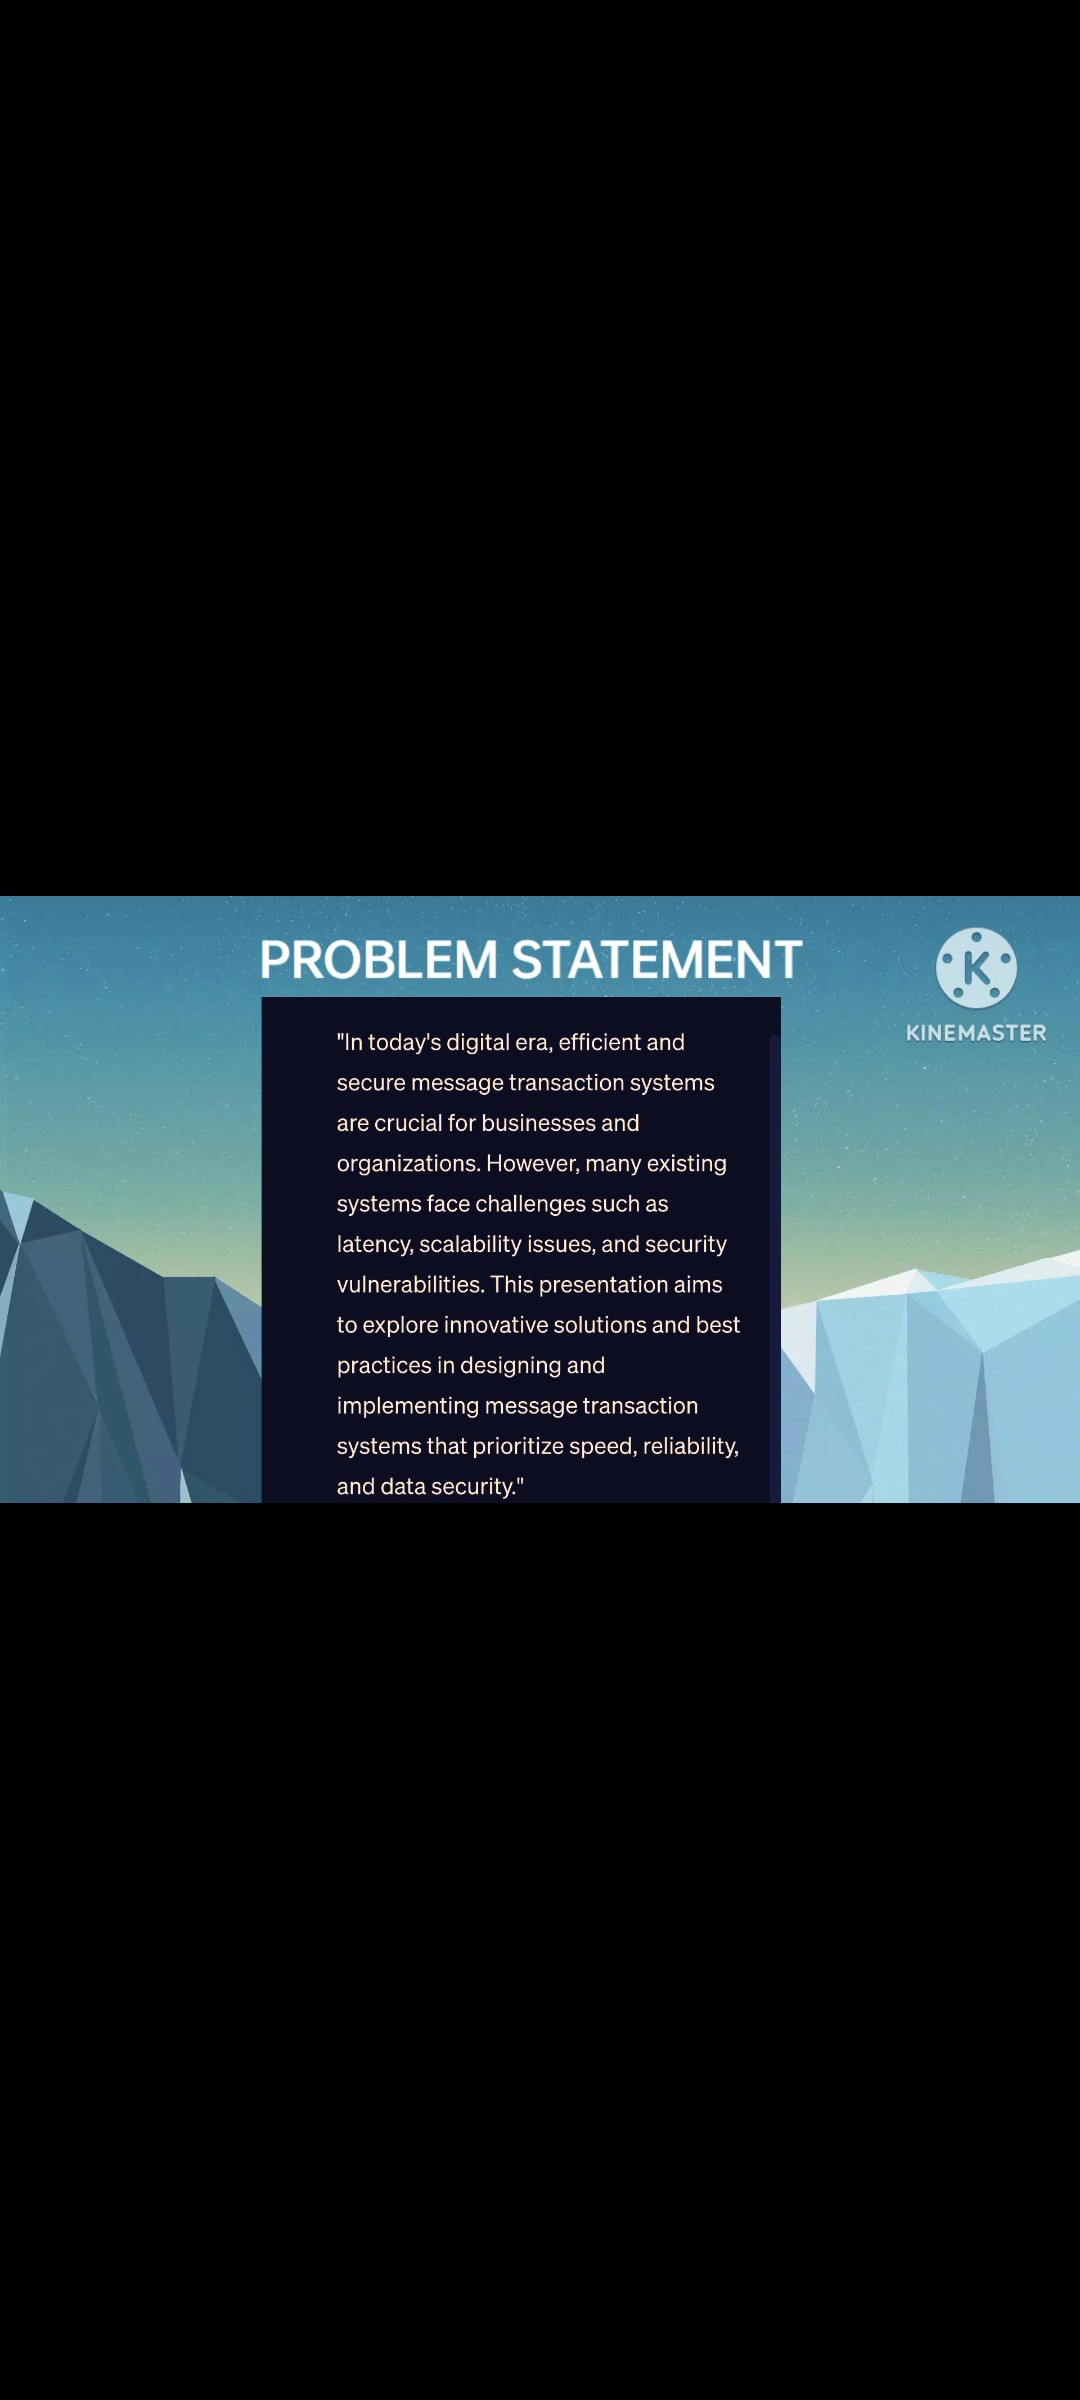 PROBLEM STATEMENT
K
KINEMASTER
"In today's digital era, efficient and
secure message transaction systems
are crucial for businesses and
organizations. However, many existing
systems face challenges such as
latency, scalability issues, and security
vulnerabilities. This presentation aims
to explore innovative solutions and best
practices in designing and
implementing message transaction
systems that prioritize speed, reliability,
and data security."